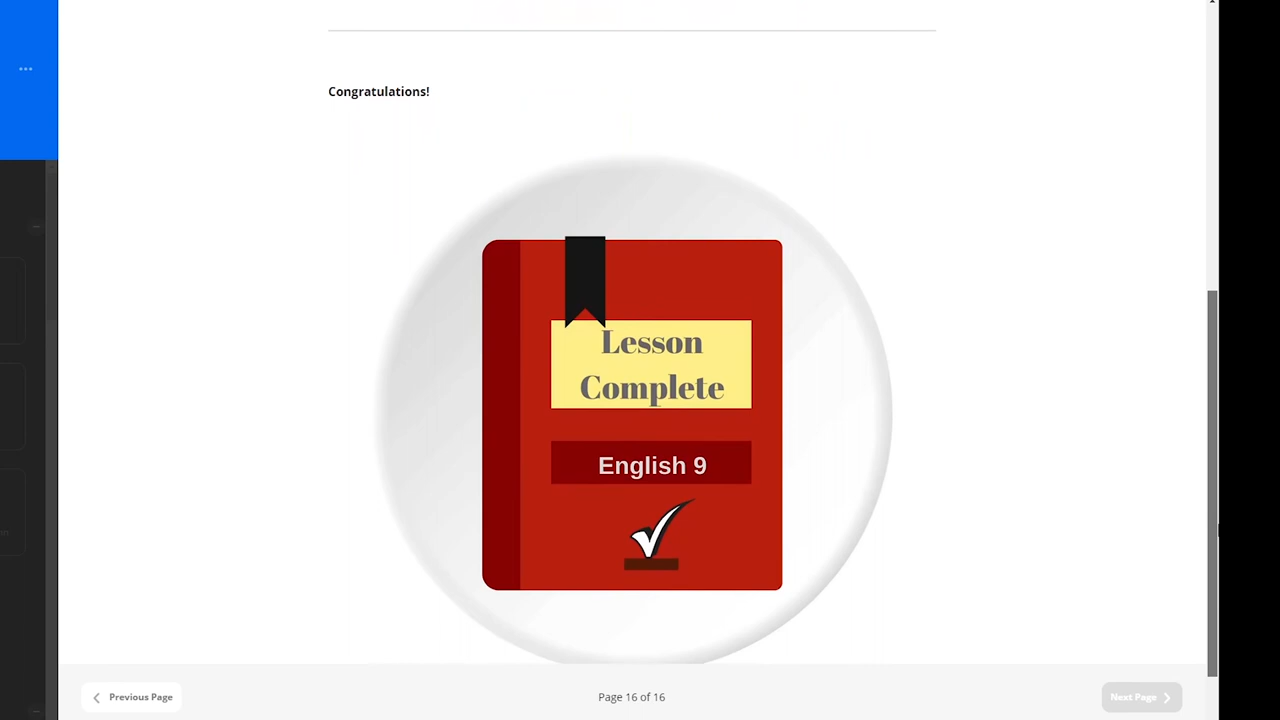 Congratulations!
Lesson
Complete
English 9
Previous Page
Page 16 of 16
Next Page